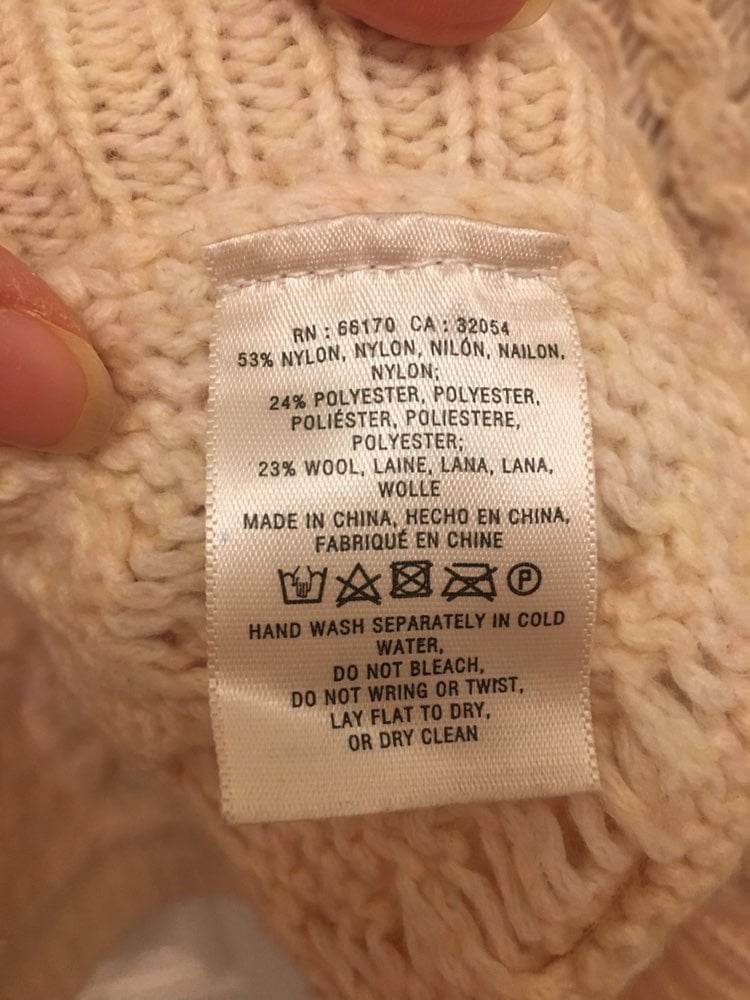 RN : 66170 CA : 32054
53% NYLON, NYLON, NILÓN, NAILON,
NYLON;
24% POLYESTER, POLYESTER,
POLIÉSTER, POLIESTERE,
POLYESTER;
23% WOOL, LAINE, LANA, LANA,
WOLLE
MADE IN CHINA, HECHO EN CHINA,
FABRIQUÉ EN CHINE
P
HAND WASH SEPARATELY IN COLD
WATER,
DO NOT BLEACH,
DO NOT WRING OR TWIST,
LAY FLAT TO DRY,
OR DRY CLEAN